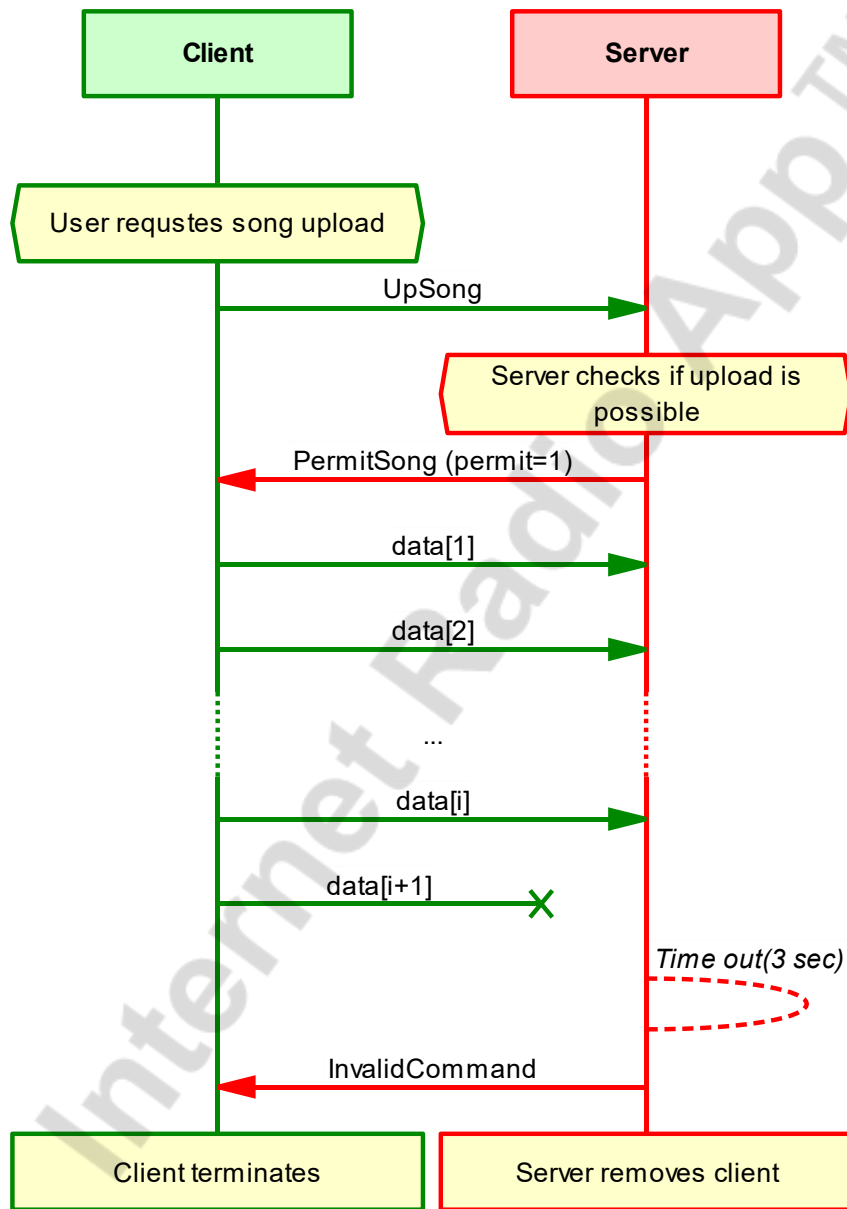 Client
Server
User requstes song upload
UpSong
Server checks if upload is
possible
PermitSong (permit=1)
data[1]
data[2]
...
data[i]
data[i+1]
Time out(3 sec)
InvalidCommand
Client terminates
Server removes client
Internet Radio App™